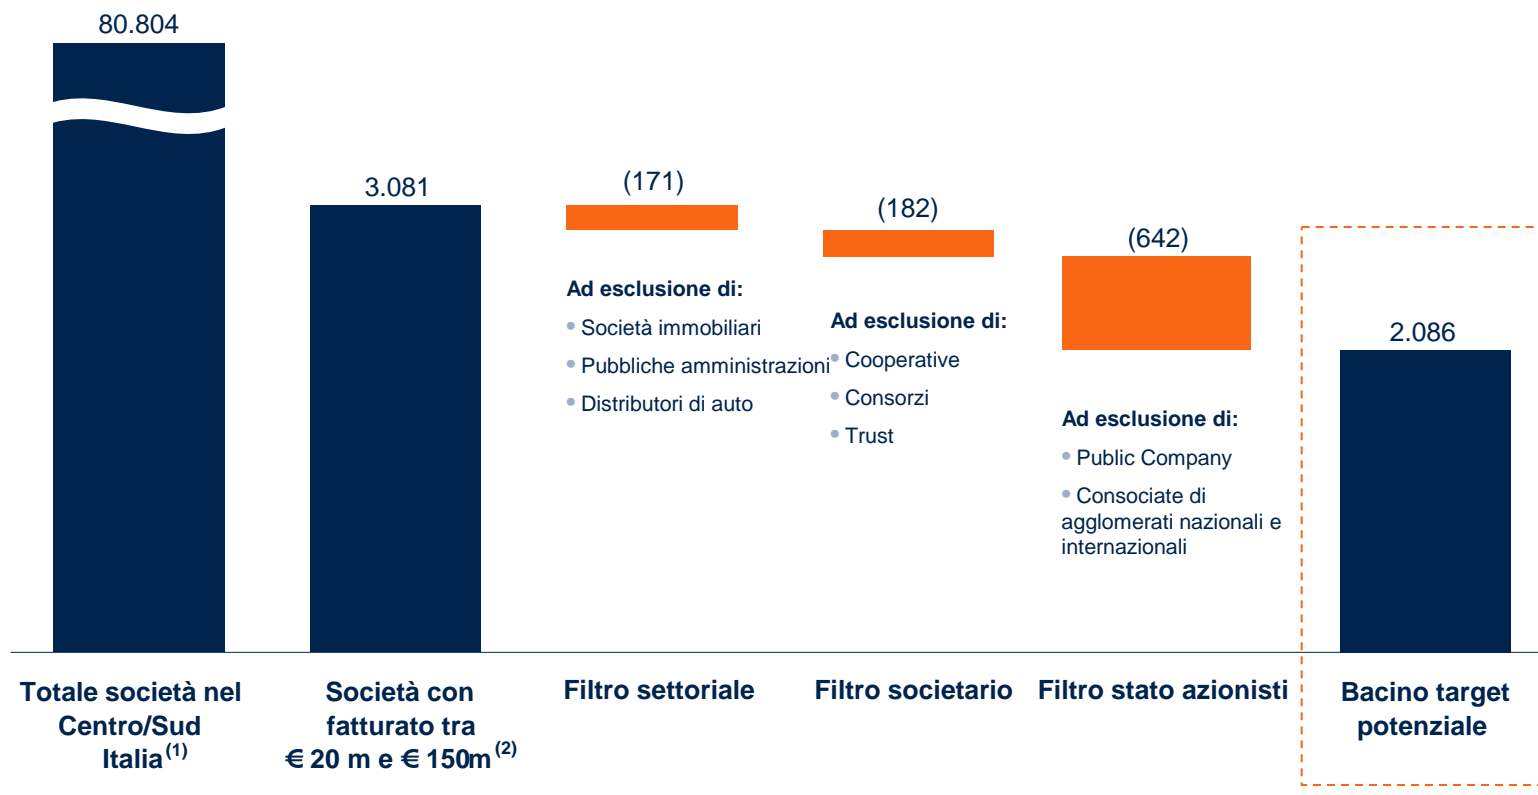 80.804
3.081
(171)
(182)
(642)
2.086
Ad esclusione di:
• Società immobiliari
• Pubbliche amministrazioni
• Distributori di auto
Ad esclusione di:
• Cooperative
• Consorzi
• Trust
Ad esclusione di:
• Public Company
• Consociate di
agglomerati nazionali e
internazionali
Totale società nel
Centro/Sud
Italia(1)
Società con
fatturato tra
€ 20 m e € 150m(2)
Filtro settoriale
Filtro societario
Filtro stato azionisti
Bacino target
potenziale